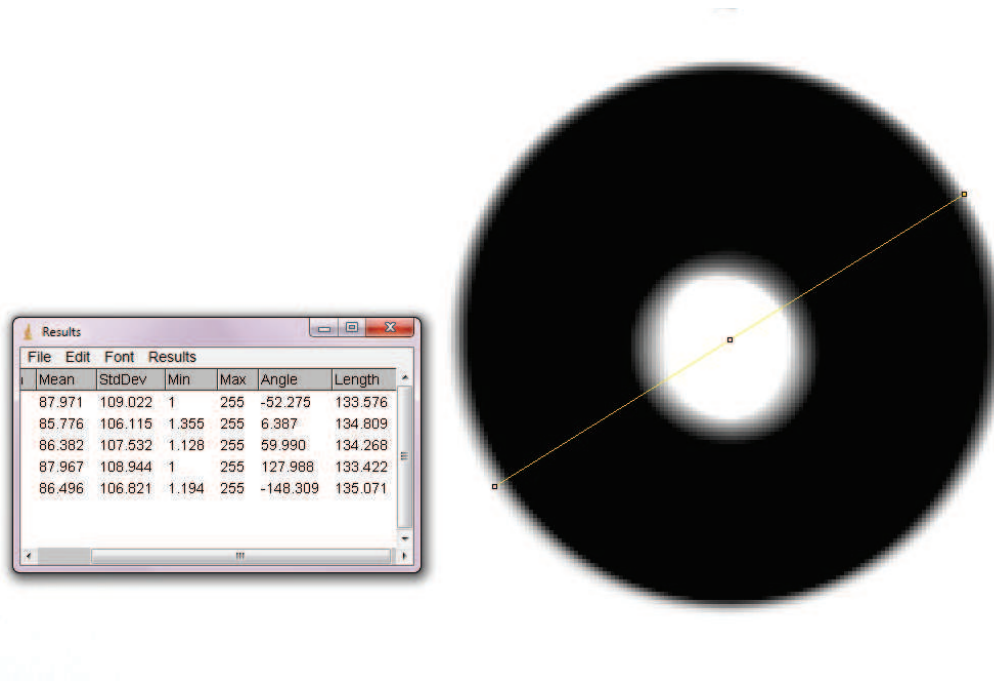 Results
File Edit Font Results
Mean StdDev Min Max Angle Length
87.971 109.022 1 255 -52.275 133.576
85.776 106.115 1.355 255 6.387 134.809
86.382 107.532 1.128 255 59.990 134.268
87.967 108.944 1 255 127.988 133.422
86.496 106.821 1.194 255 -148.309 135.071